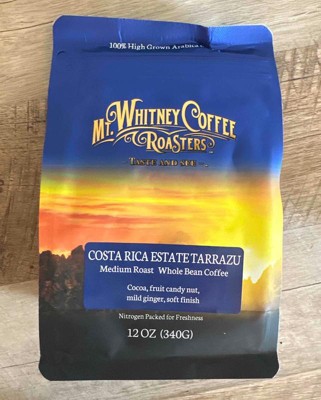 100% High Grown Arabica
MT. WHITNEY COFFEE
ROASTERS
TASTE AND SEE
COSTA RICA ESTATE TARRAZU
Medium Roast Whole Bean Coffee
Cocoa, fruit candy nut,
mild ginger, soft finish
Nitrogen Packed for Freshness
12 OZ (340G)